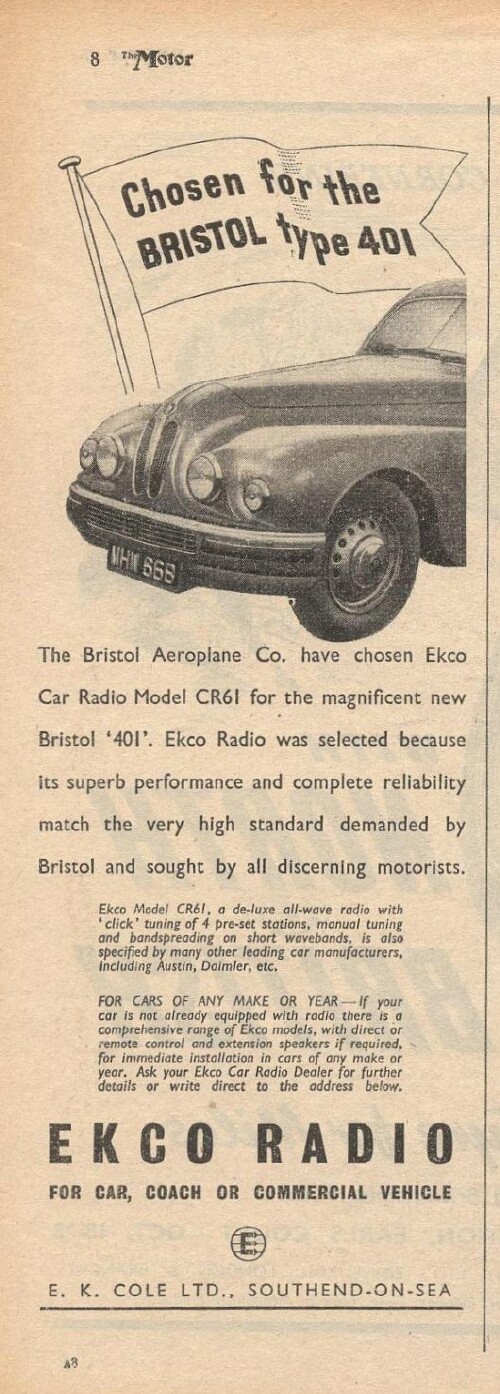 8 The Motor
Chosen for the
BRISTOL type 401
MHW 668
The Bristol Aeroplane Co. have chosen Ekco
Car Radio Model CR61 for the magnificent new
Bristol ‘401’. Ekco Radio was selected because
its superb performance and complete reliability
match the very high standard demanded by
Bristol and sought by all discerning motorists.
Ekco Model CR61, a de-luxe all-wave radio with
‘click’ tuning of 4 pre-set stations, manual tuning
and bandspreading on short wavebands, is also
specified by many other leading car manufacturers,
including Austin, Daimler, etc.
FOR CARS OF ANY MAKE OR YEAR—If your
car is not already equipped with radio there is a
comprehensive range of Ekco models, with direct or
remote control and extension speakers if required,
for immediate installation in cars of any make or
year. Ask your Ekco Car Radio Dealer for further
details or write direct to the address below.
EKCO RADIO
FOR CAR, COACH OR COMMERCIAL VEHICLE
E
E. K. COLE LTD., SOUTHEND-ON-SEA
A8